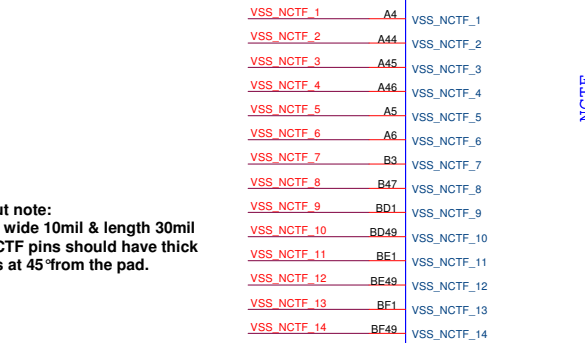 VSS_NCTF_1 A4 VSS_NCTF_1
VSS_NCTF_2 A44 VSS_NCTF_2
VSS_NCTF_3 A45 VSS_NCTF_3
VSS_NCTF_4 A46 VSS_NCTF_4
VSS_NCTF_5 A5 VSS_NCTF_5
VSS_NCTF_6 A6 VSS_NCTF_6
VSS_NCTF_7 B3 VSS_NCTF_7
VSS_NCTF_8 B47 VSS_NCTF_8
VSS_NCTF_9 BD1 VSS_NCTF_9
VSS_NCTF_10 BD49 VSS_NCTF_10
VSS_NCTF_11 BE1 VSS_NCTF_11
VSS_NCTF_12 BE49 VSS_NCTF_12
VSS_NCTF_13 BF1 VSS_NCTF_13
VSS_NCTF_14 BF49 VSS_NCTF_14
ut note:
wide 10mil & length 30mil
CTF pins should have thick
s at 45°from the pad.
NCTF